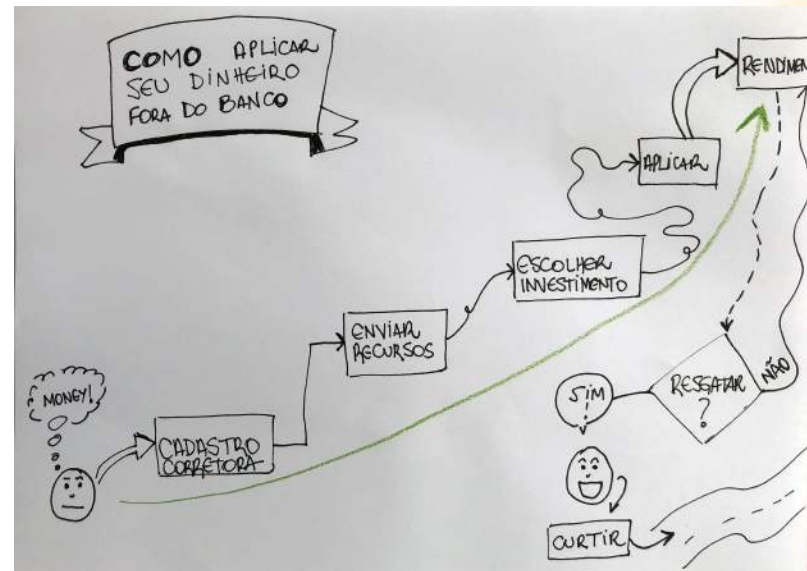 COMO APLICAR
SEU DINHEIRO
FORA DO BANCO
MONEY!
CADASTRO
CORRETORA
ENVIAR
RECURSOS
ESCOLHER
INVESTIMENTO
APLICAR
RENDIMEN
RESGATAR
?
NÃO
SIM
CURTIR